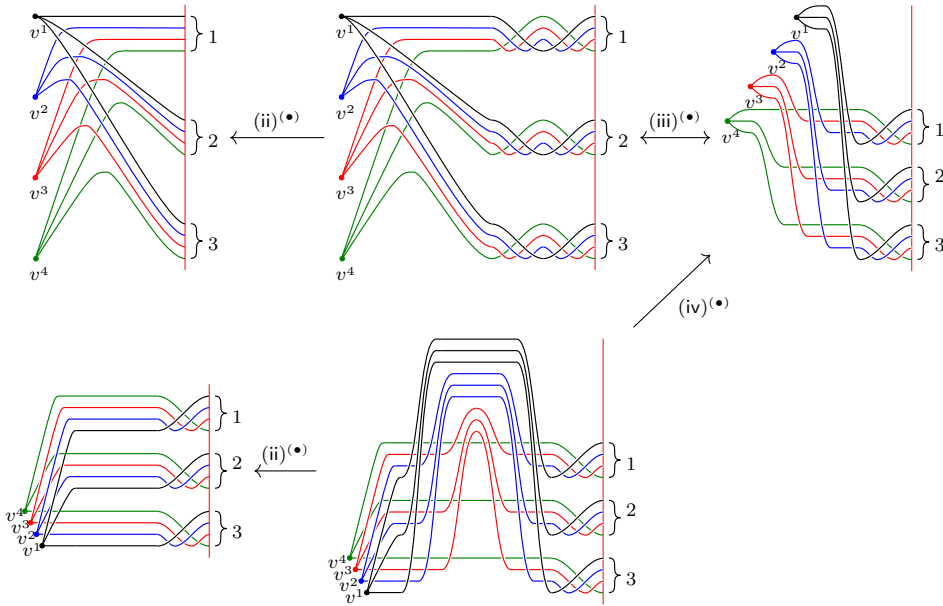 v¹ 1
v²
(ii)⁽•⁾
2
v³
3
v⁴
v¹ 1
v²
(iii)⁽•⁾
2
v³
3
v⁴
v¹
v²
v³
v⁴ 1
2
3
(iv)⁽•⁾
1
2
(ii)⁽•⁾
v⁴
v³
v²
v¹
3
1
2
v⁴
v³
v²
v¹
3